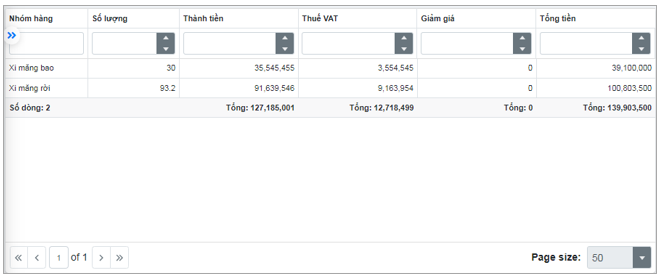 Nhóm hàng Số lượng Thành tiền Thuế VAT Giảm giá Tổng tiền
Xi măng bao 30 35,545,455 3,554,545 0 39,100,000
Xi măng rời 93.2 91,639,546 9,163,954 0 100,803,500
Số dòng: 2 Tổng: 127,185,001 Tổng: 12,718,499 Tổng: 0 Tổng: 139,903,500
1 of 1 Page size: 50